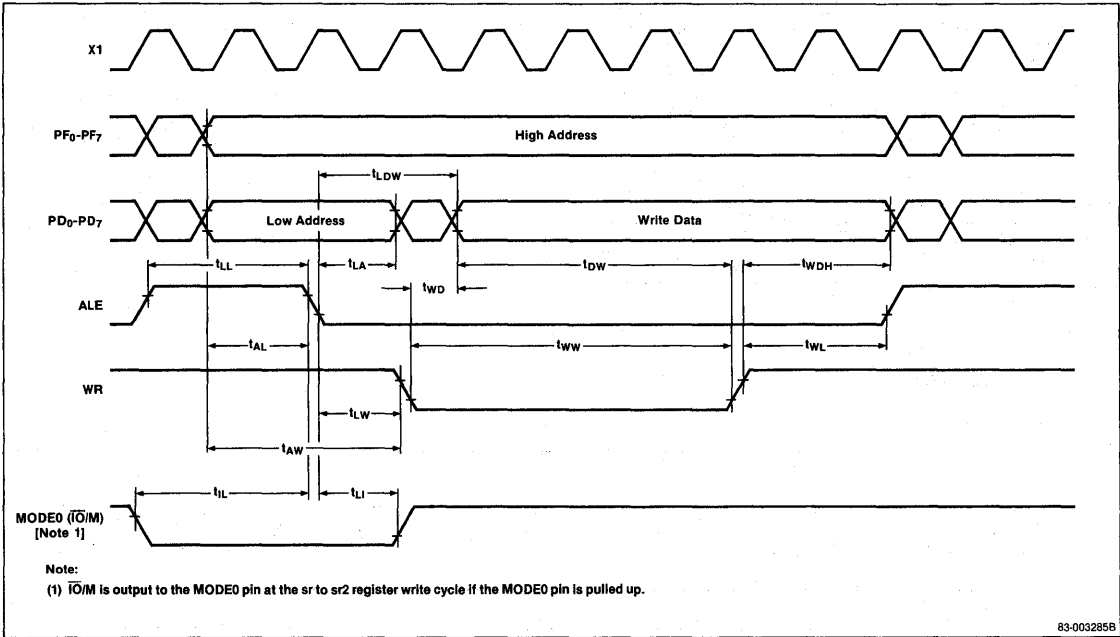 X1
PF0-PF7
High Address
tLDW
PD0-PD7
Low Address
Write Data
tLL
tLA
tDW
tWDH
tWD
ALE
tAL
tWW
tWL
WR
tLW
tAW
tIL
tLI
MODE0 (I̅O̅/M)
[Note 1]
Note:
(1) I̅O̅/M is output to the MODE0 pin at the sr to sr2 register write cycle if the MODE0 pin is pulled up.
83-003285B